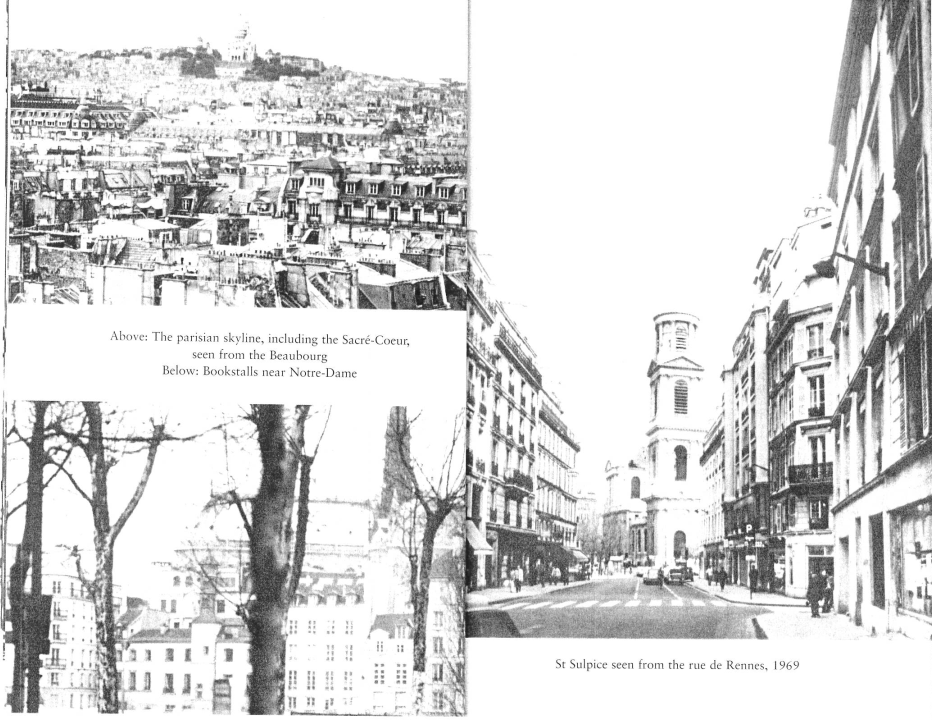 Above: The parisian skyline, including the Sacré-Coeur,
seen from the Beaubourg
Below: Bookstalls near Notre-Dame
St Sulpice seen from the rue de Rennes, 1969